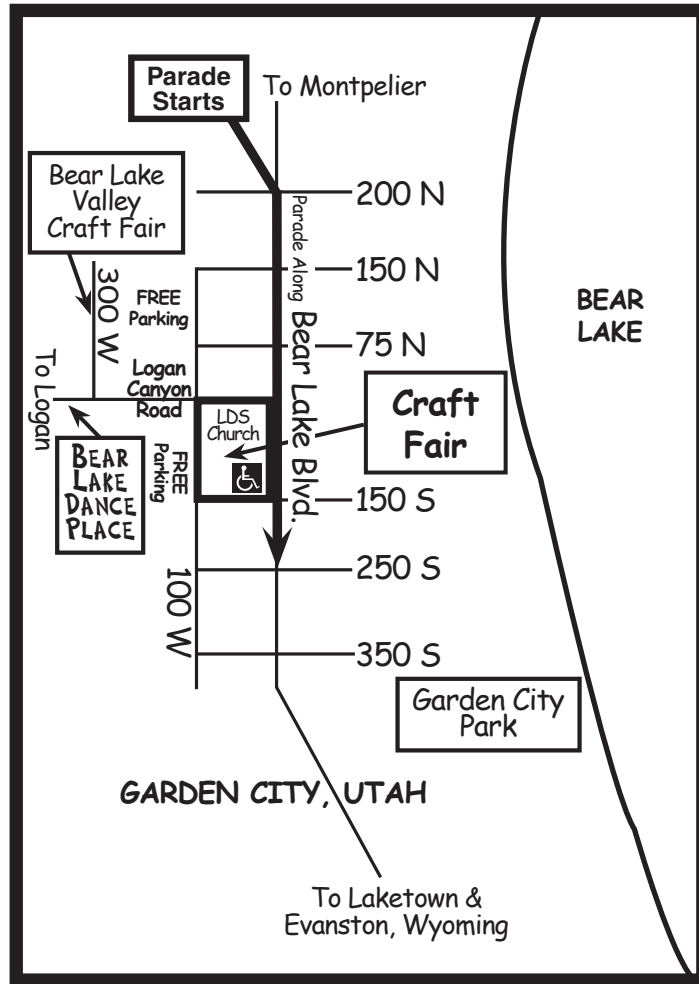 Parade
Starts
To Montpelier
Bear Lake
Valley
Craft Fair
200 N
Parade Along
Bear Lake Blvd.
150 N
300 W
FREE
Parking
75 N
BEAR
LAKE
To Logan
Logan
Canyon
Road
LDS
Church
Craft
Fair
BEAR
LAKE
DANCE
PLACE
FREE
Parking
150 S
250 S
100 W
350 S
Garden City
Park
GARDEN CITY, UTAH
To Laketown &
Evanston, Wyoming